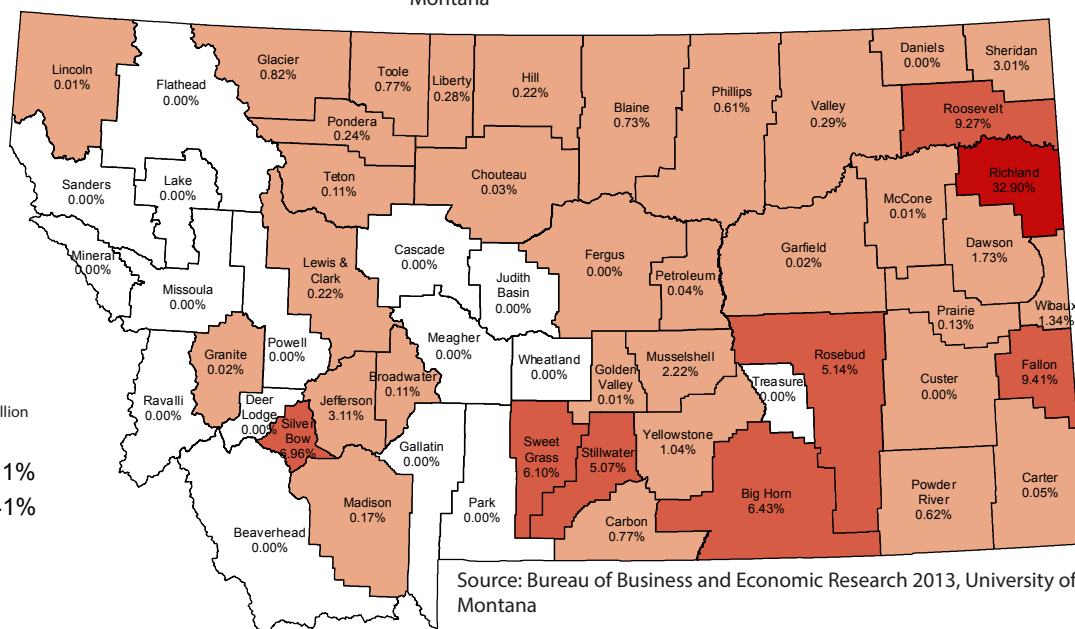 Montana
Lincoln
0.01%
Flathead
0.00%
Glacier
0.82%
Toole
0.77%
Liberty
0.28%
Hill
0.22%
Blaine
0.73%
Phillips
0.61%
Valley
0.29%
Daniels
0.00%
Sheridan
3.01%
Roosevelt
9.27%
Pondera
0.24%
Teton
0.11%
Chouteau
0.03%
Richland
32.90%
McCone
0.01%
Sanders
0.00%
Lake
0.00%
Mineral
0.00%
Missoula
0.00%
Lewis &
Clark
0.22%
Cascade
0.00%
Judith
Basin
0.00%
Fergus
0.00%
Petroleum
0.04%
Garfield
0.02%
Dawson
1.73%
Prairie
0.13%
Wibaux
1.34%
Granite
0.02%
Powell
0.00%
Meagher
0.00%
Wheatland
0.00%
Golden
Valley
0.01%
Musselshell
2.22%
Rosebud
5.14%
Treasure
0.00%
Custer
0.00%
Fallon
9.41%
Ravalli
0.00%
Deer
Lodge
0.00%
Silver
Bow
Jefferson
3.11%
Broadwater
0.11%
Gallatin
0.00%
Park
0.00%
Sweet
Grass
6.10%
Stillwater
5.07%
Yellowstone
1.04%
Big Horn
6.43%
Powder
River
0.62%
Carter
0.05%
Carbon
0.77%
Madison
0.17%
Beaverhead
0.00%
llion
1%
1%
Source: Bureau of Business and Economic Research 2013, University of
Montana